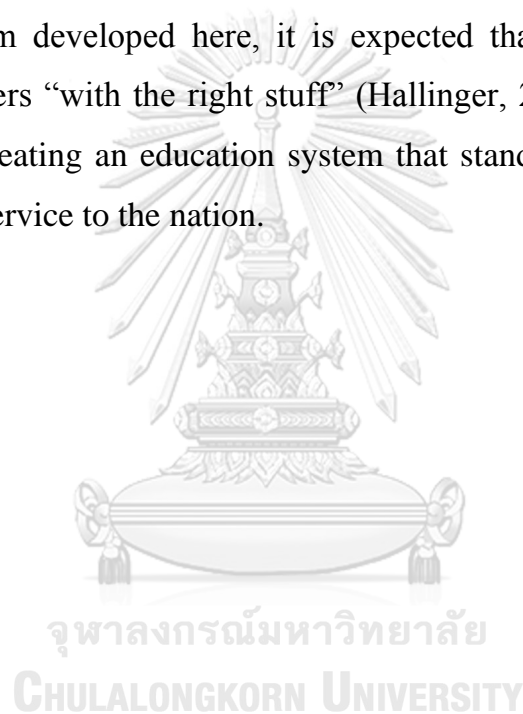 m developed here, it is expected tha
ers “with the right stuff” (Hallinger, 2
eating an education system that stand
ervice to the nation.
จุฬาลงกรณ์มหาวิทยาลัย
CHULALONGKORN UNIVERSITY